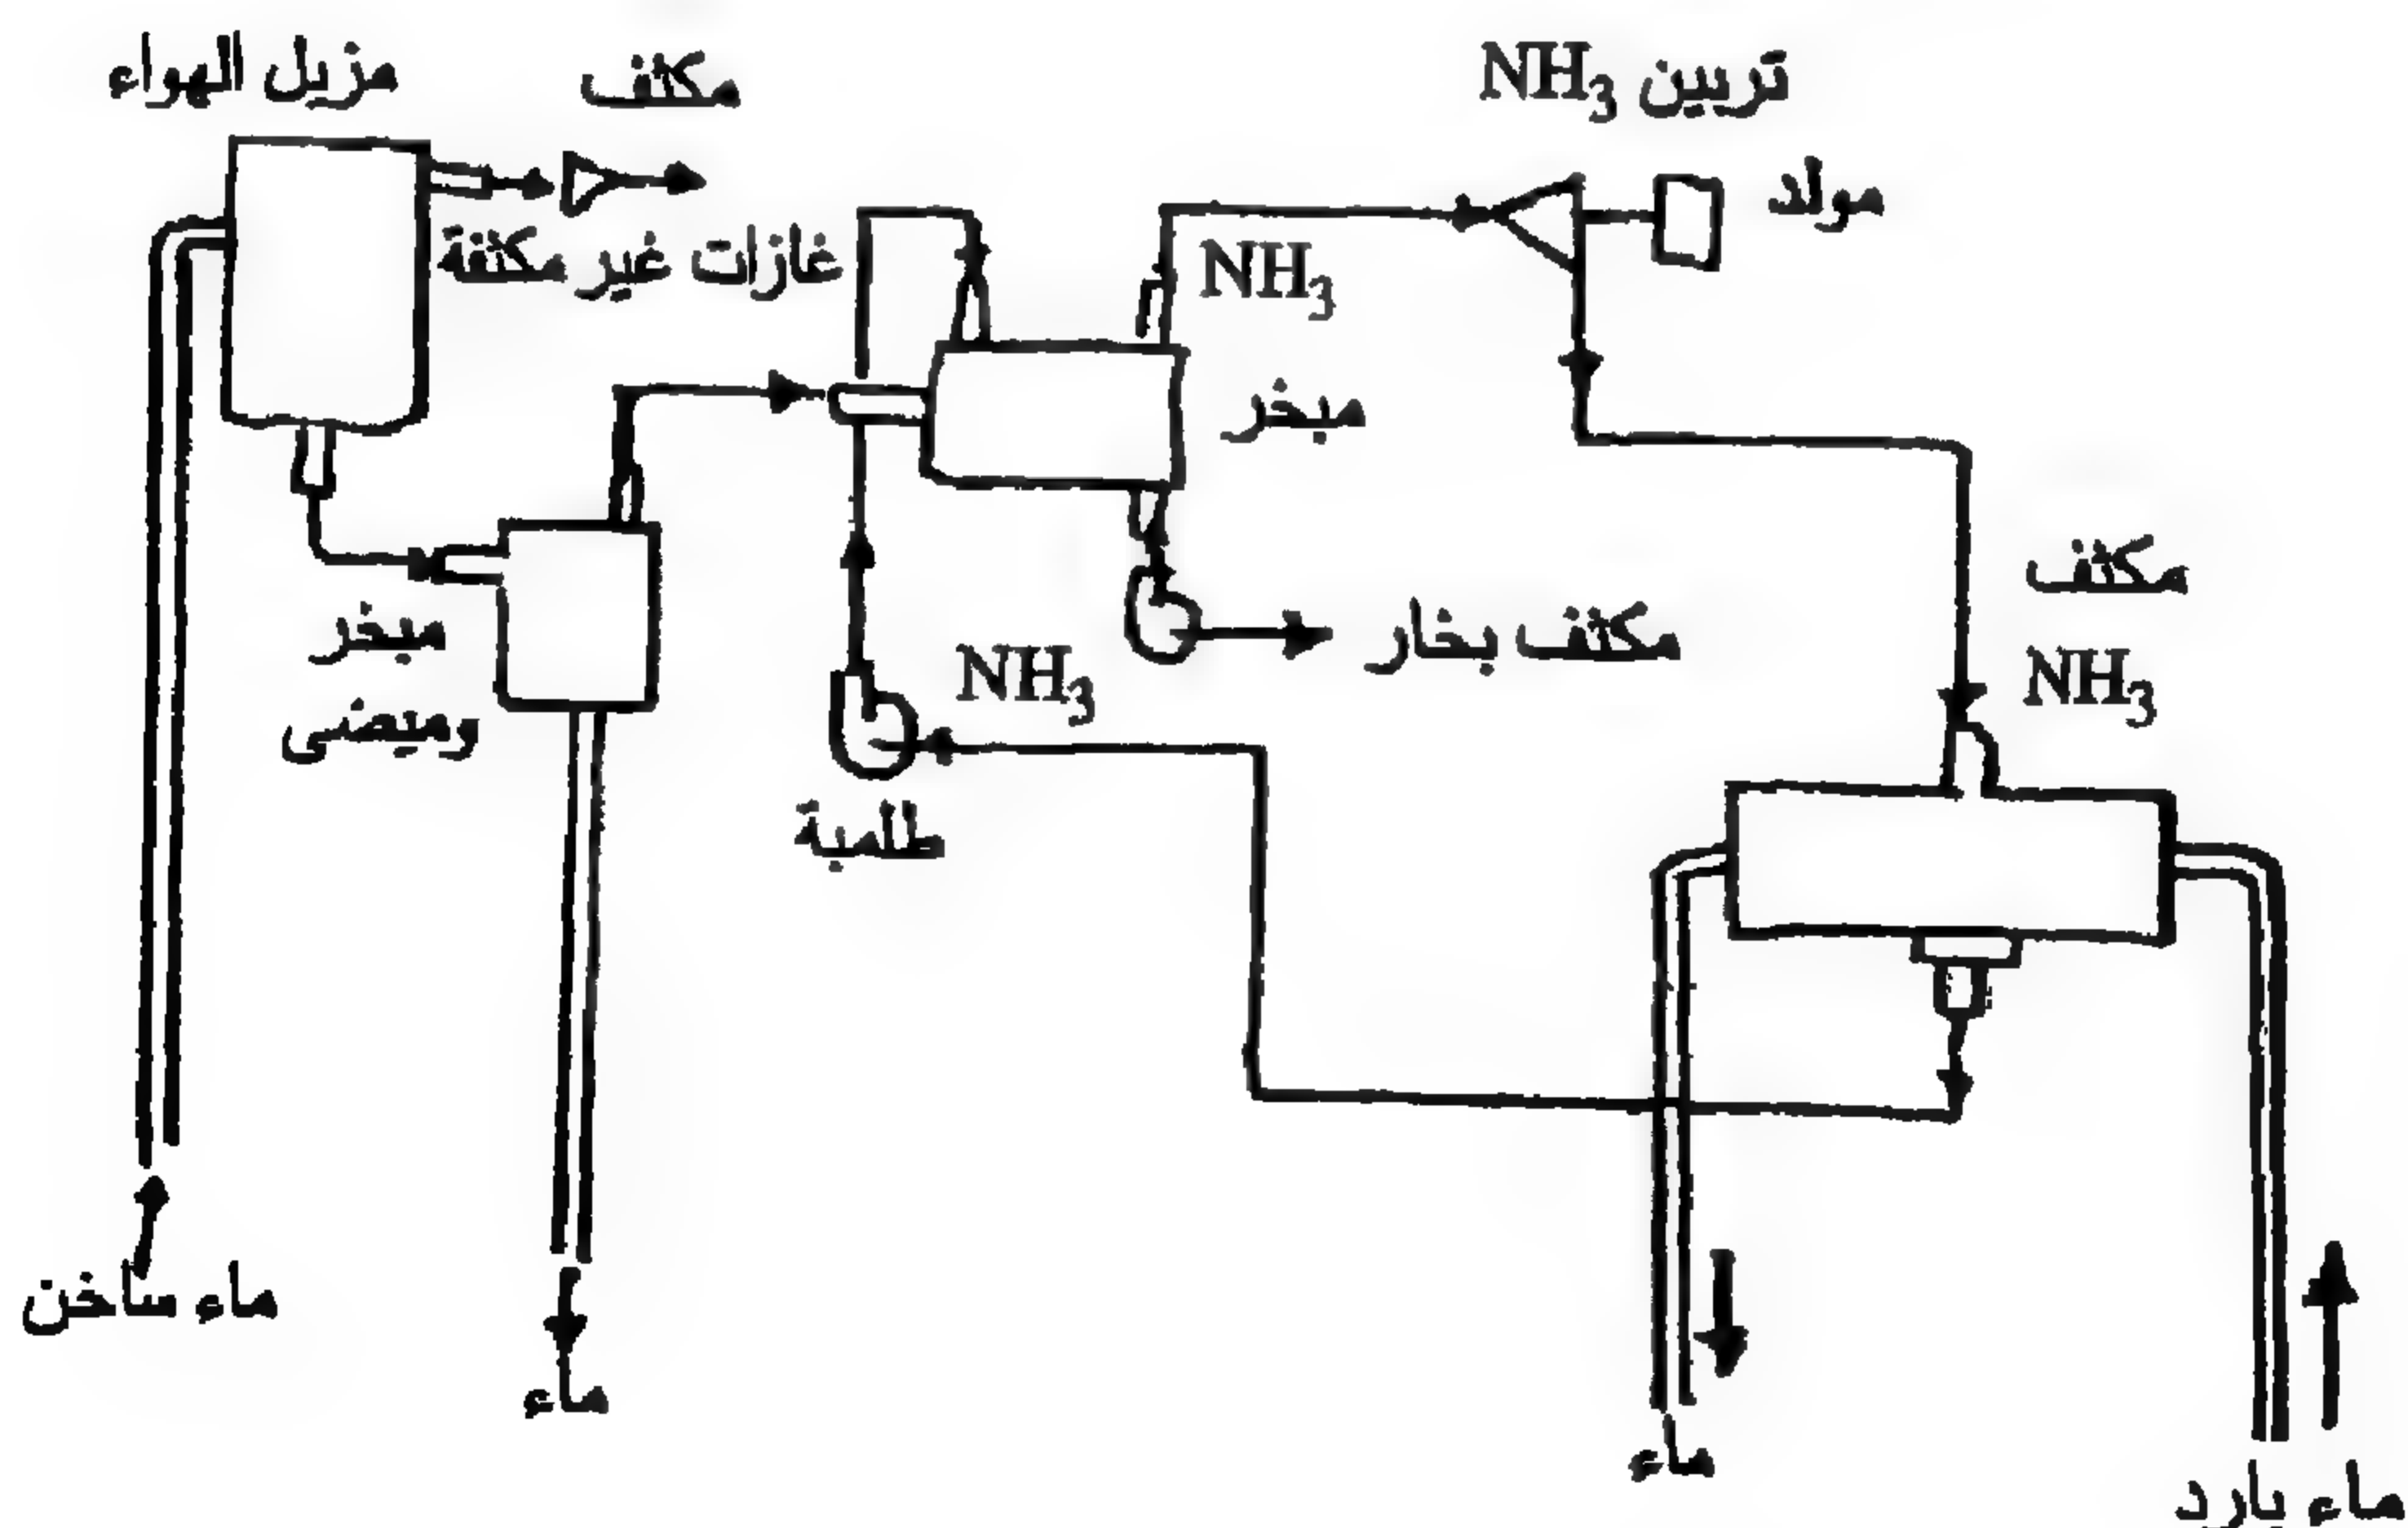 مزيل الهواء
مكثف
تربين NH3
مولد
غازات غير مكثفة
NH3
مبخر
مكثف
NH3
مبخر
وميضى
مكثف بخار
NH3
طلمبة
ماء ساخن
ماء
ماء
ماء بارد